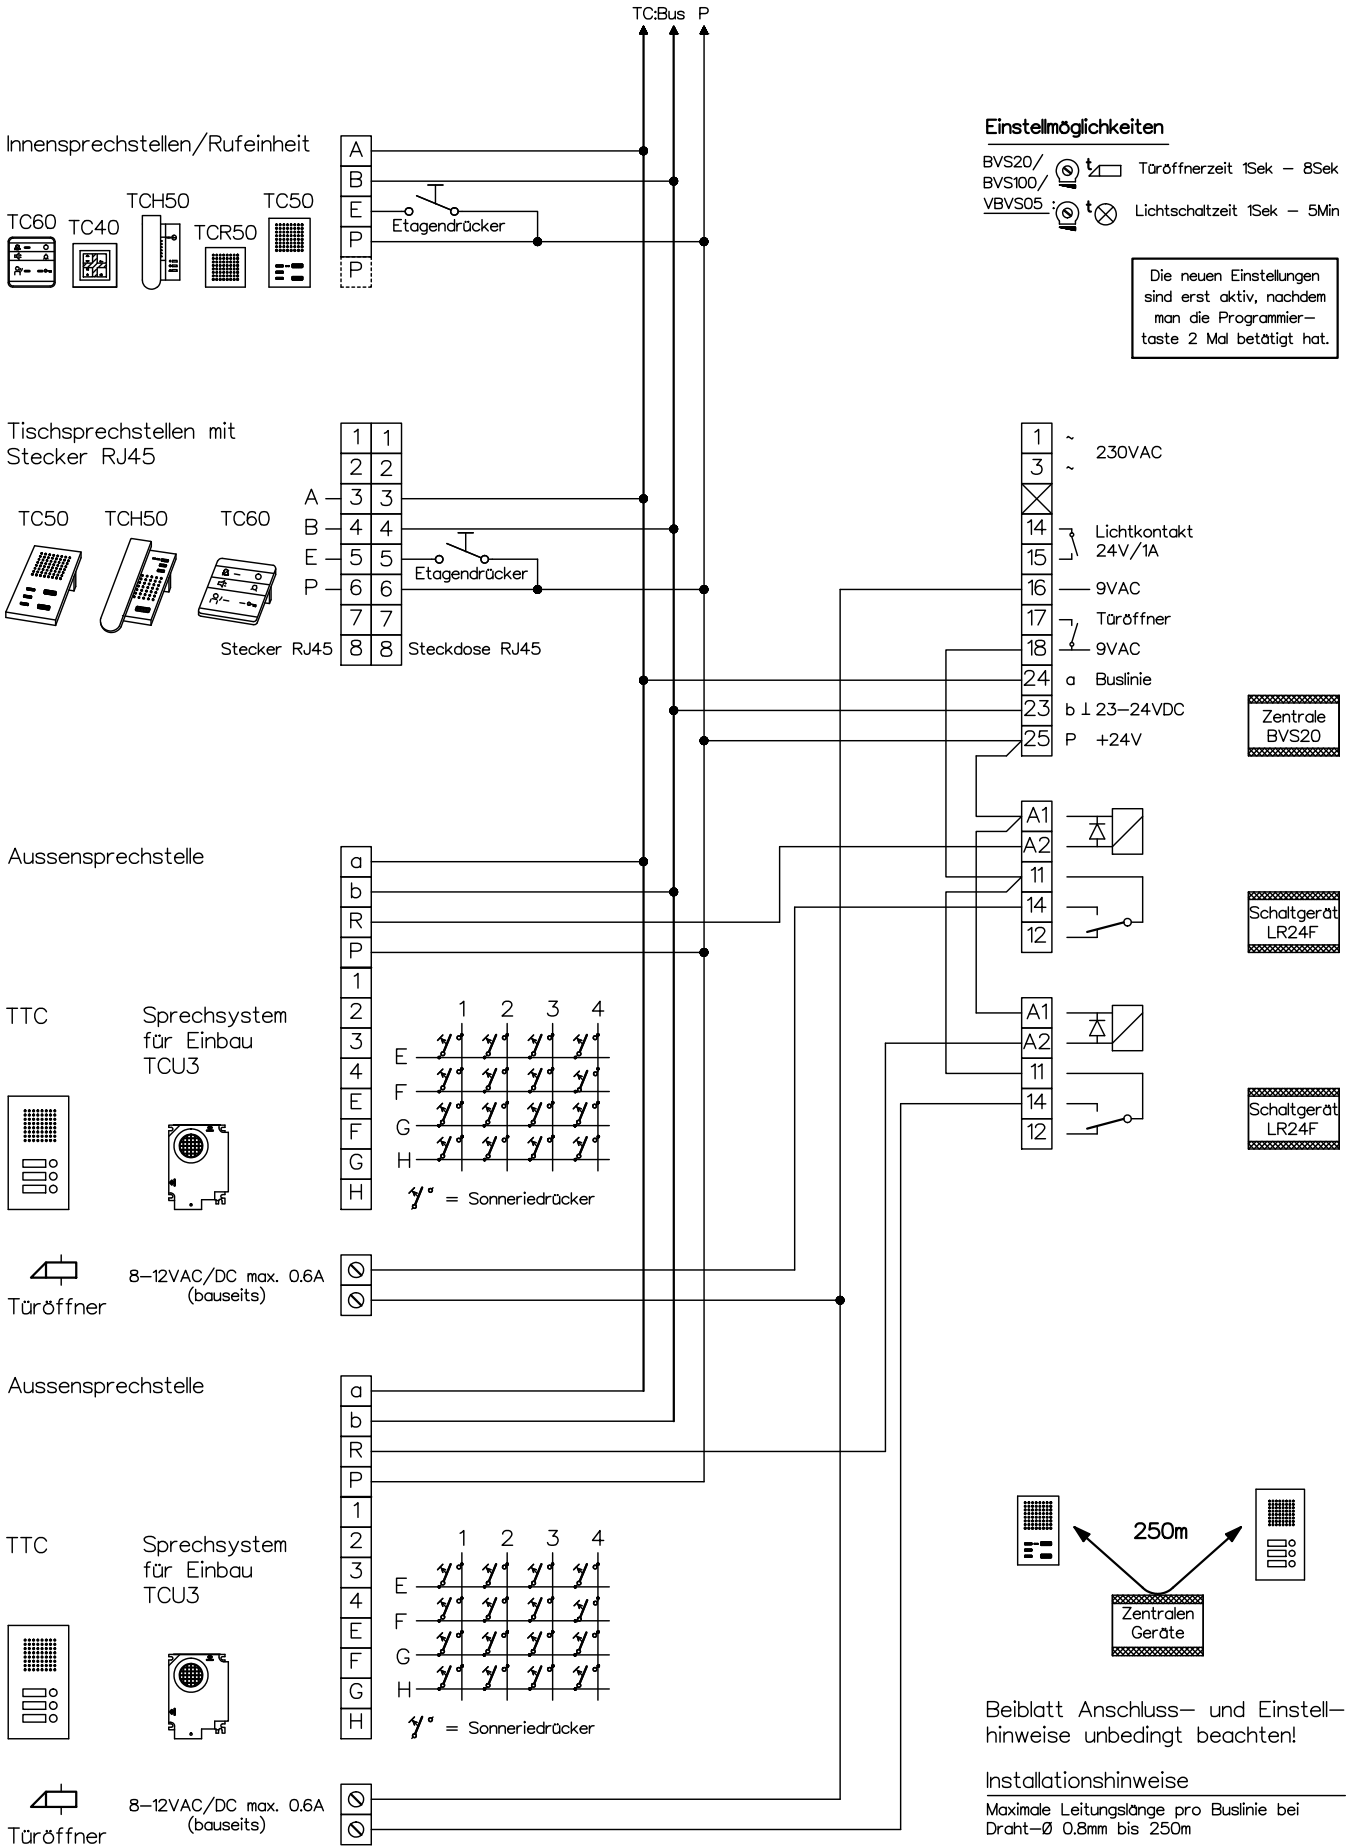 TC:Bus P
Innensprechstellen/Rufeinheit
TC60
TC40
TCH50
TCR50
TC50
A
B
E
P
P
Etagendrücker
Einstellmöglichkeiten
BVS20/
BVS100/
VBVS05 :
t
Türöffnerzeit 1Sek – 8Sek
t
Lichtschaltzeit 1Sek – 5Min
Die neuen Einstellungen
sind erst aktiv, nachdem
man die Programmier–
taste 2 Mal betätigt hat.
Tischsprechstellen mit
Stecker RJ45
TC50
TCH50
TC60
1 1
2 2
A 3 3
B 4 4
E 5 5
P 6 6
7 7
Stecker RJ45 8 8 Steckdose RJ45
Etagendrücker
1 ~
3 ~
230VAC
14
15
Lichtkontakt
24V/1A
16 9VAC
17 Türöffner
18 9VAC
24 a Buslinie
23 b ⊥ 23–24VDC
25 P +24V
Zentrale
BVS20
A1
A2
11
14
12
Schaltgerät
LR24F
A1
A2
11
14
12
Schaltgerät
LR24F
Aussensprechstelle
TTC
Sprechsystem
für Einbau
TCU3
a
b
R
P
1
2
3
4
E
F
G
H
1 2 3 4
E
F
G
H
= Sonneriedrücker
Türöffner
8–12VAC/DC max. 0.6A
(bauseits)
Aussensprechstelle
TTC
Sprechsystem
für Einbau
TCU3
a
b
R
P
1
2
3
4
E
F
G
H
1 2 3 4
E
F
G
H
= Sonneriedrücker
Türöffner
8–12VAC/DC max. 0.6A
(bauseits)
250m
Zentralen
Geräte
Beiblatt Anschluss– und Einstell–
hinweise unbedingt beachten!
Installationshinweise
Maximale Leitungslänge pro Buslinie bei
Draht–Ø 0.8mm bis 250m